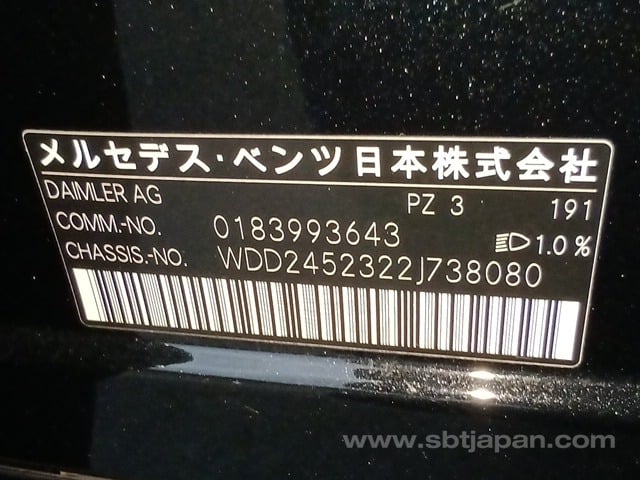 メルセデス・ベンツ日本株式会社
DAIMLER AG PZ 3 191
COMM.-NO. 0183993643
CHASSIS.-NO. WDD2452322J738080 1.0 %
www.sbtjapan.com